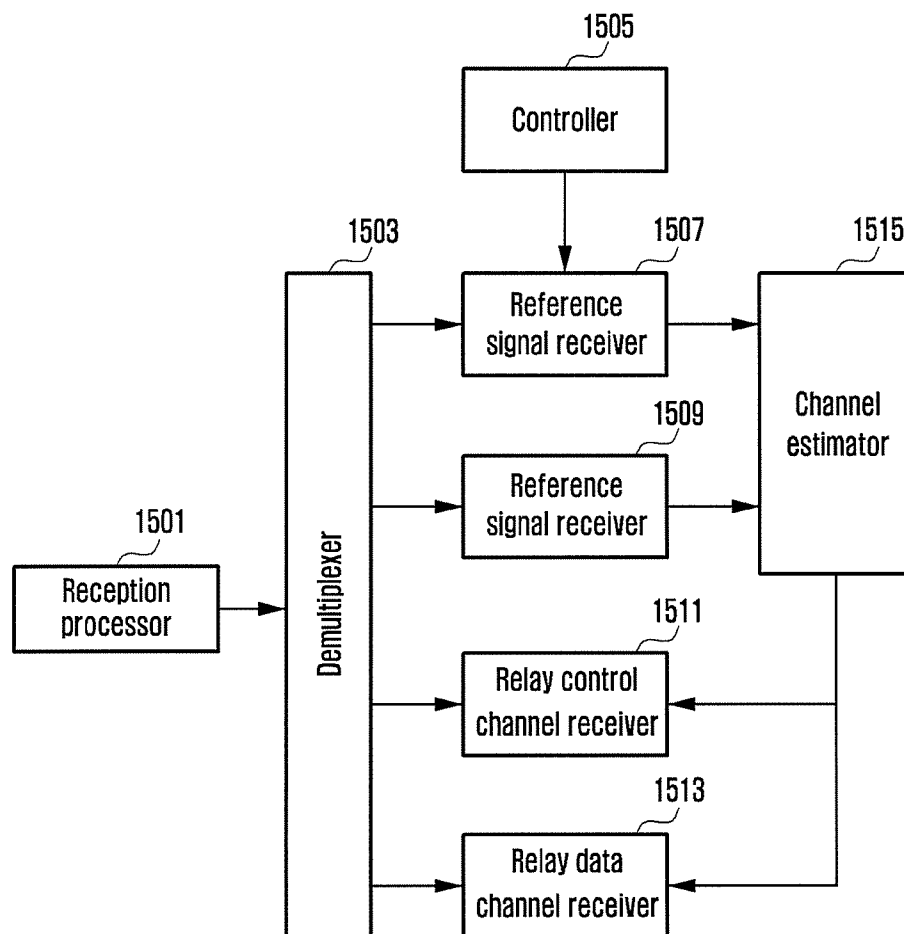 1505
Controller
1503
1507
1515
Reference
signal receiver
Channel
estimator
1509
Reference
signal receiver
1501
Reception
processor
Demultiplexer
1511
Relay control
channel receiver
1513
Relay data
channel receiver